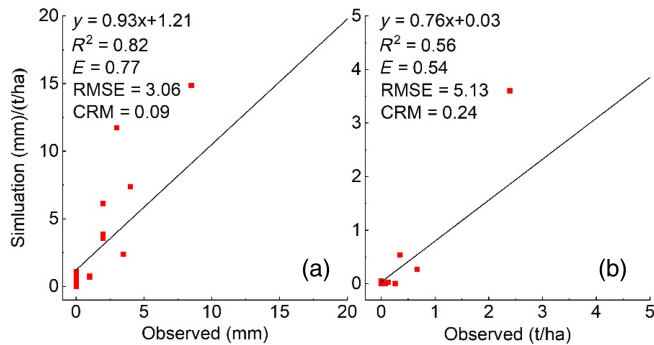 y = 0.93x+1.21
R² = 0.82
E = 0.77
RMSE = 3.06
CRM = 0.09
20
15
10
5
0
Simluation (mm)/(t/ha)
0
5
10
15
20
Observed (mm)
(a)
y = 0.76x+0.03
R² = 0.56
E = 0.54
RMSE = 5.13
CRM = 0.24
5
4
3
2
1
0
0
1
2
3
4
5
Observed (t/ha)
(b)